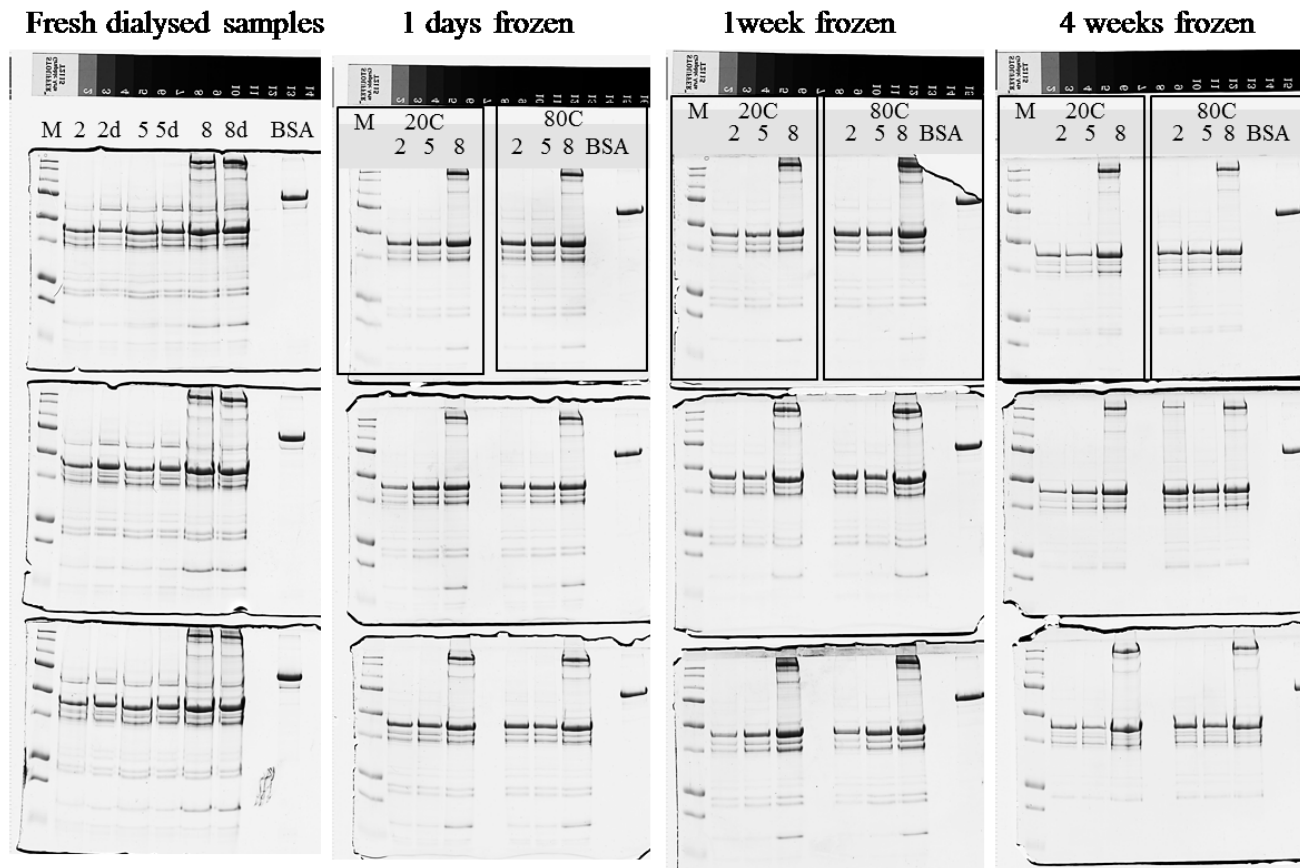 Fresh dialysed samples
1 days frozen
1week frozen
4 weeks frozen
M 2 2d 5 5d 8 8d BSA
M 20C 80C
2 5 8 2 5 8 BSA
M 20C 80C
2 5 8 2 5 8 BSA
M 20C 80C
2 5 8 2 5 8 BSA